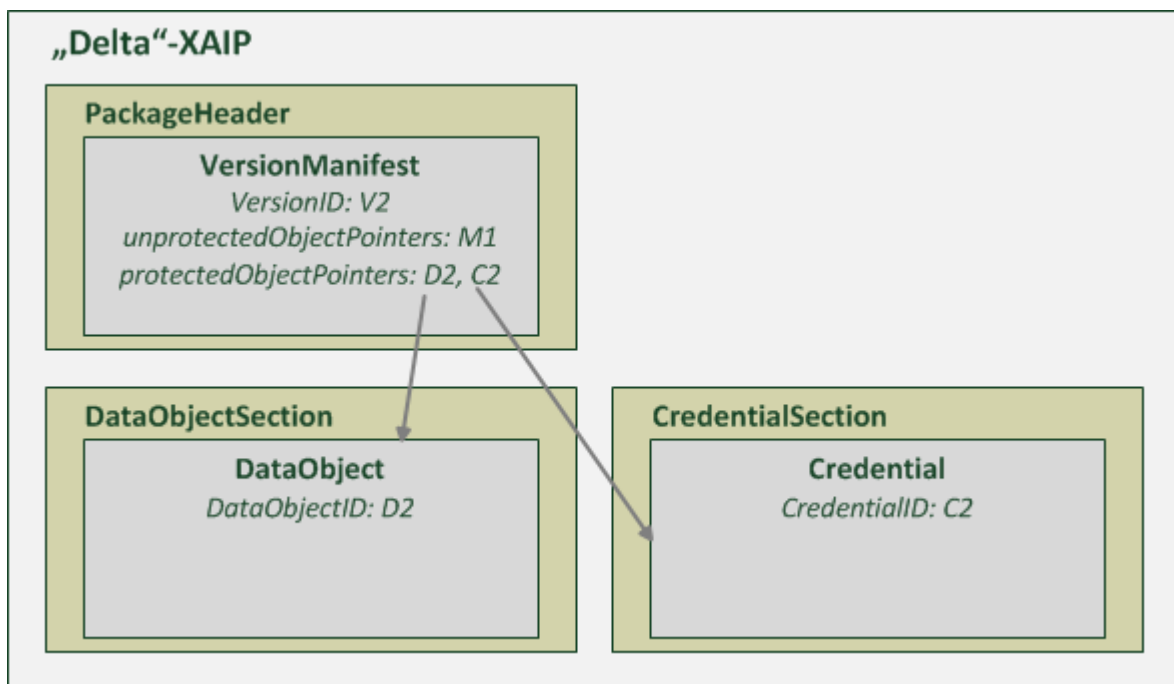 „Delta“-XAIP
PackageHeader
VersionManifest
VersionID: V2
unprotectedObjectPointers: M1
protectedObjectPointers: D2, C2
DataObjectSection
DataObject
DataObjectID: D2
CredentialSection
Credential
CredentialID: C2